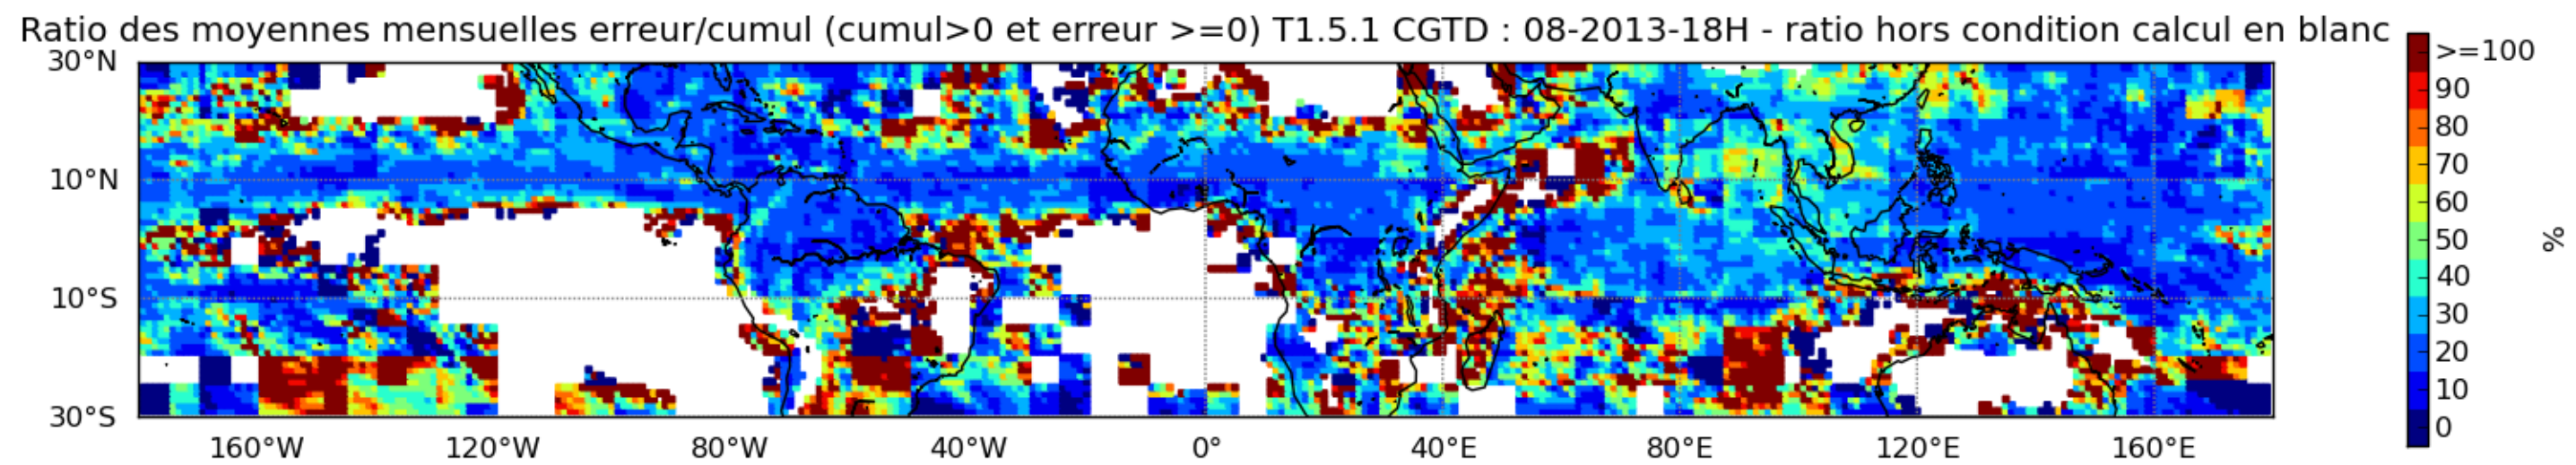 Ratio des moyennes mensuelles erreur/cumul (cumul>0 et erreur >=0) T1.5.1 CGTD : 08-2013-18H - ratio hors condition calcul en blanc
30°N
10°N
10°S
30°S
160°W 120°W 80°W 40°W 0° 40°E 80°E 120°E 160°E
>=100
90
80
70
60
50
40
30
20
10
0
%